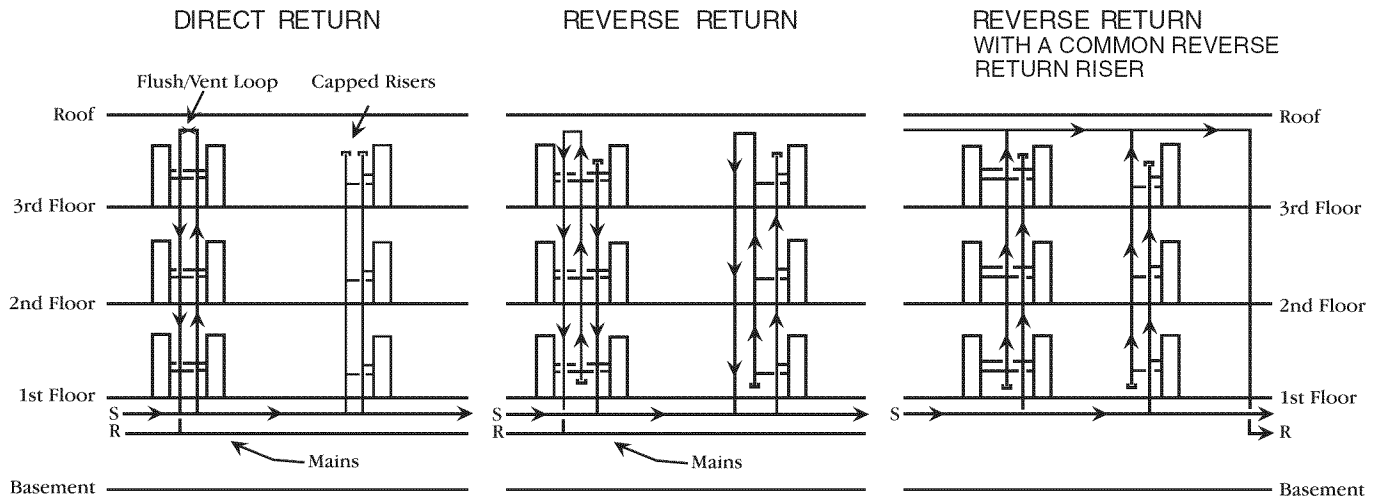 DIRECT RETURN
REVERSE RETURN
REVERSE RETURN
WITH A COMMON REVERSE
RETURN RISER
Flush/Vent Loop
Capped Risers
Roof
Roof
3rd Floor
3rd Floor
2nd Floor
2nd Floor
1st Floor
1st Floor
S
S
S
R
R
R
Mains
Mains
Basement
Basement